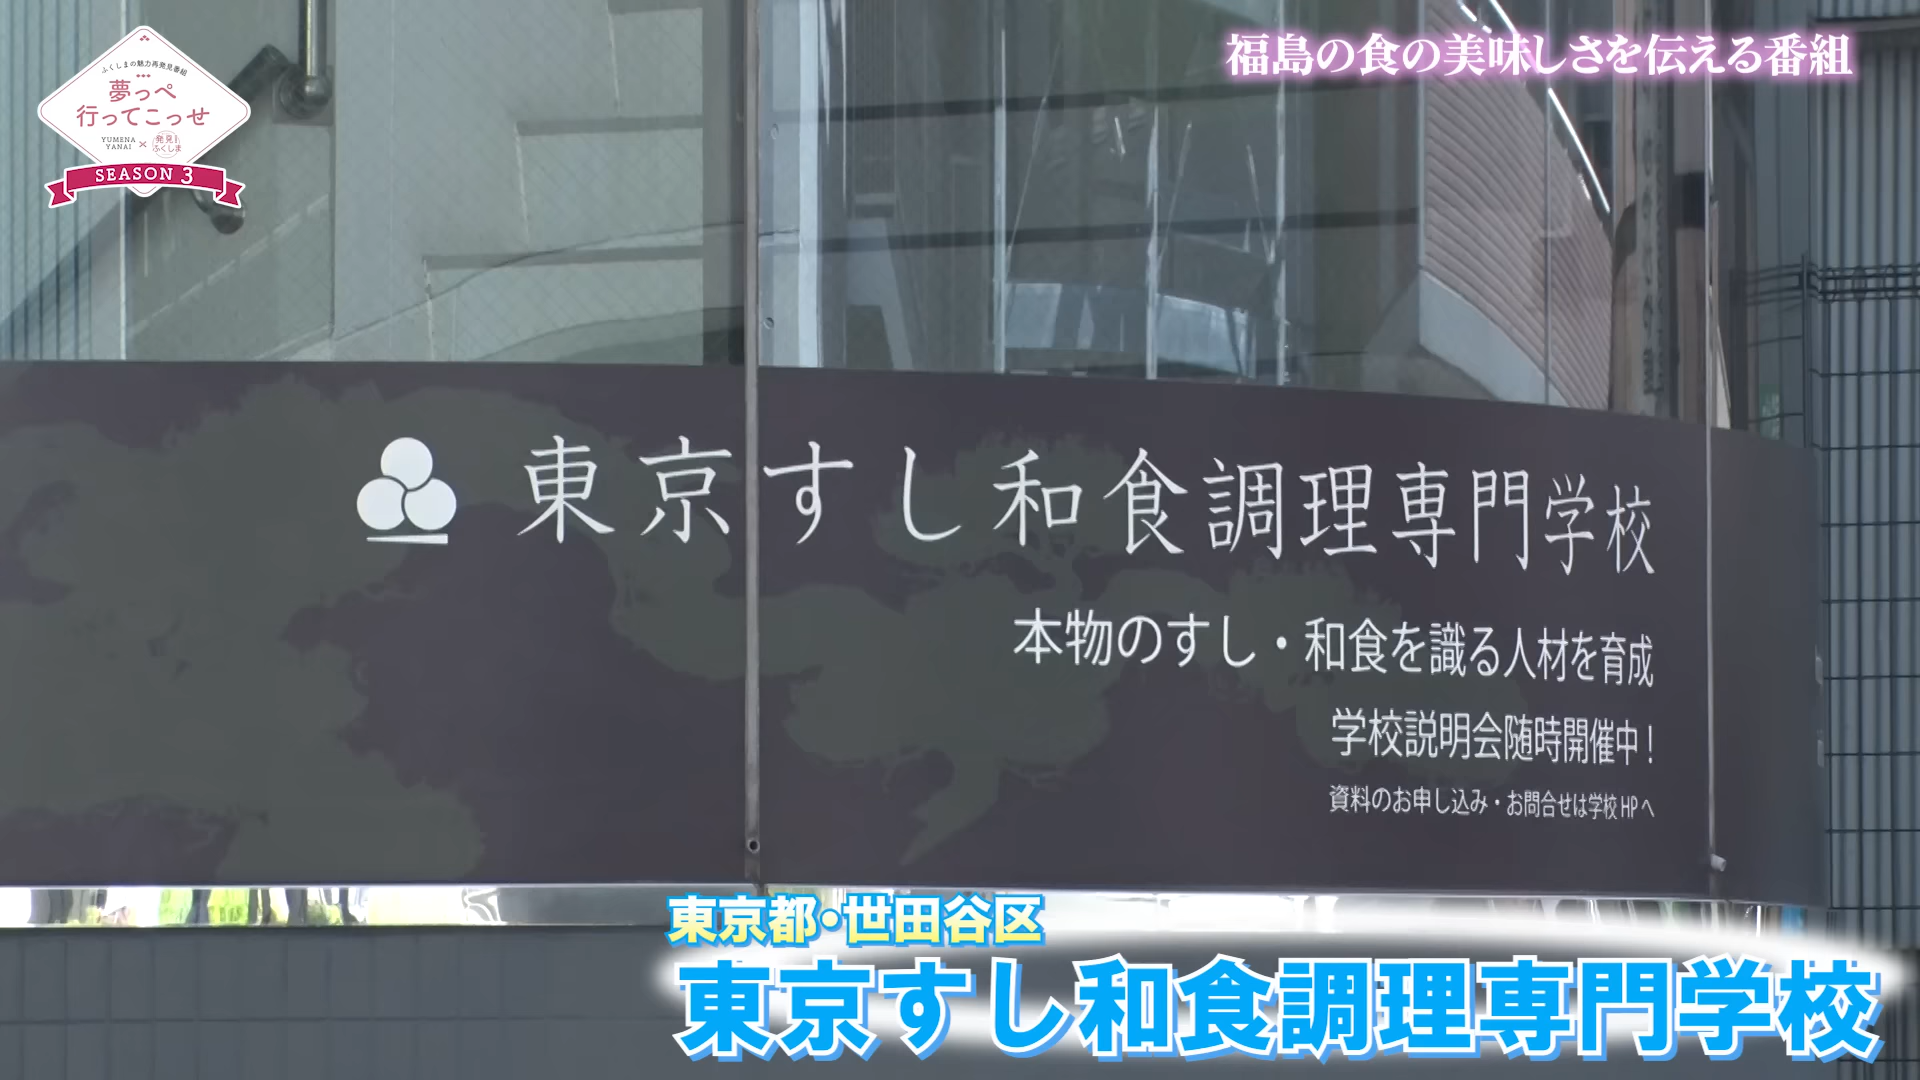 ふくしまの魅力再発見番組
夢っぺ
行ってこっせ
YUMENA
YANAI
×
発見!
ふくしま
SEASON 3
福島の食の美味しさを伝える番組
東京すし和食調理専門学校
本物のすし・和食を識る人材を育成
学校説明会随時開催中!
資料のお申し込み・お問合せは学校HPへ
東京都・世田谷区
東京すし和食調理専門学校